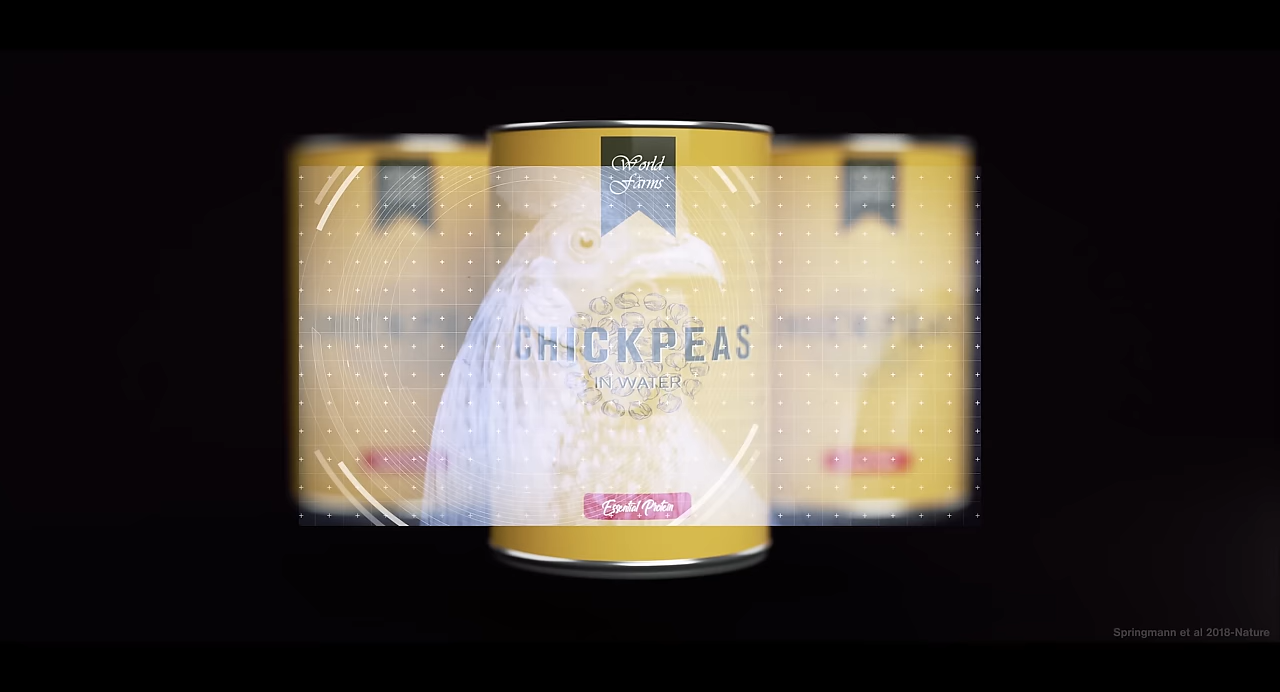 World
Farms
CHICKPEAS
IN WATER
Essential Protein
Springmann et al 2018-Nature